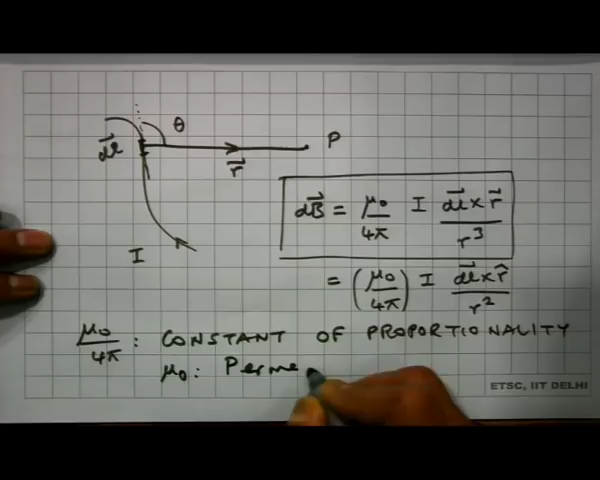 θ
P
d𝑙⃗
r⃗
I
dB⃗ = μ₀/4π I d𝑙⃗ × r⃗/r³
= (μ₀/4π) I d𝑙⃗ × r̂/r²
μ₀/4π : CONSTANT OF PROPORTIONALITY
μ₀ : Perme
ETSC, IIT DELHI